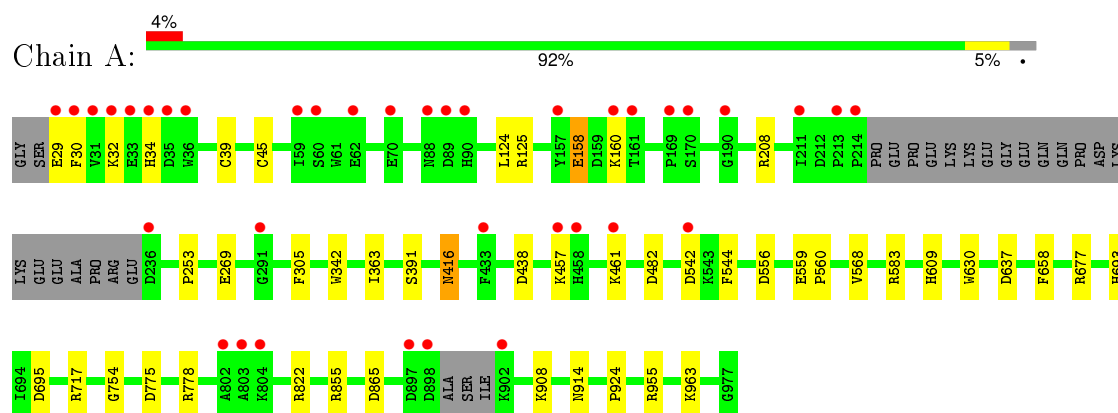 4%
Chain A:
92% 5% •
GLY SER E29 F30 V31 K32 E33 H34 D35 W36 C39 C45 I59 S60 W61 E62 E70 N88 D89 H90 L124 R125 Y157 E158 D159 K160 T161 P169 S170 G190 R208 I211 D212 P213 P214 PRO GLU PRO GLU LYS LYS GLU GLY GLU GLN GLN PRO ASP LYS
LYS GLU GLU ALA PRO ARG GLU D236 P253 E269 G291 F305 W342 I363 S391 N416 F433 D438 K457 H458 K461 D482 D542 K543 F544 D556 E559 P560 V568 R583 H609 W630 D637 F658 R677 H693
I694 D695 R717 G754 D775 R778 A802 A803 K804 R822 R855 D865 D897 D898 ALA SER ILE K902 K908 N914 P924 R955 K963 G977